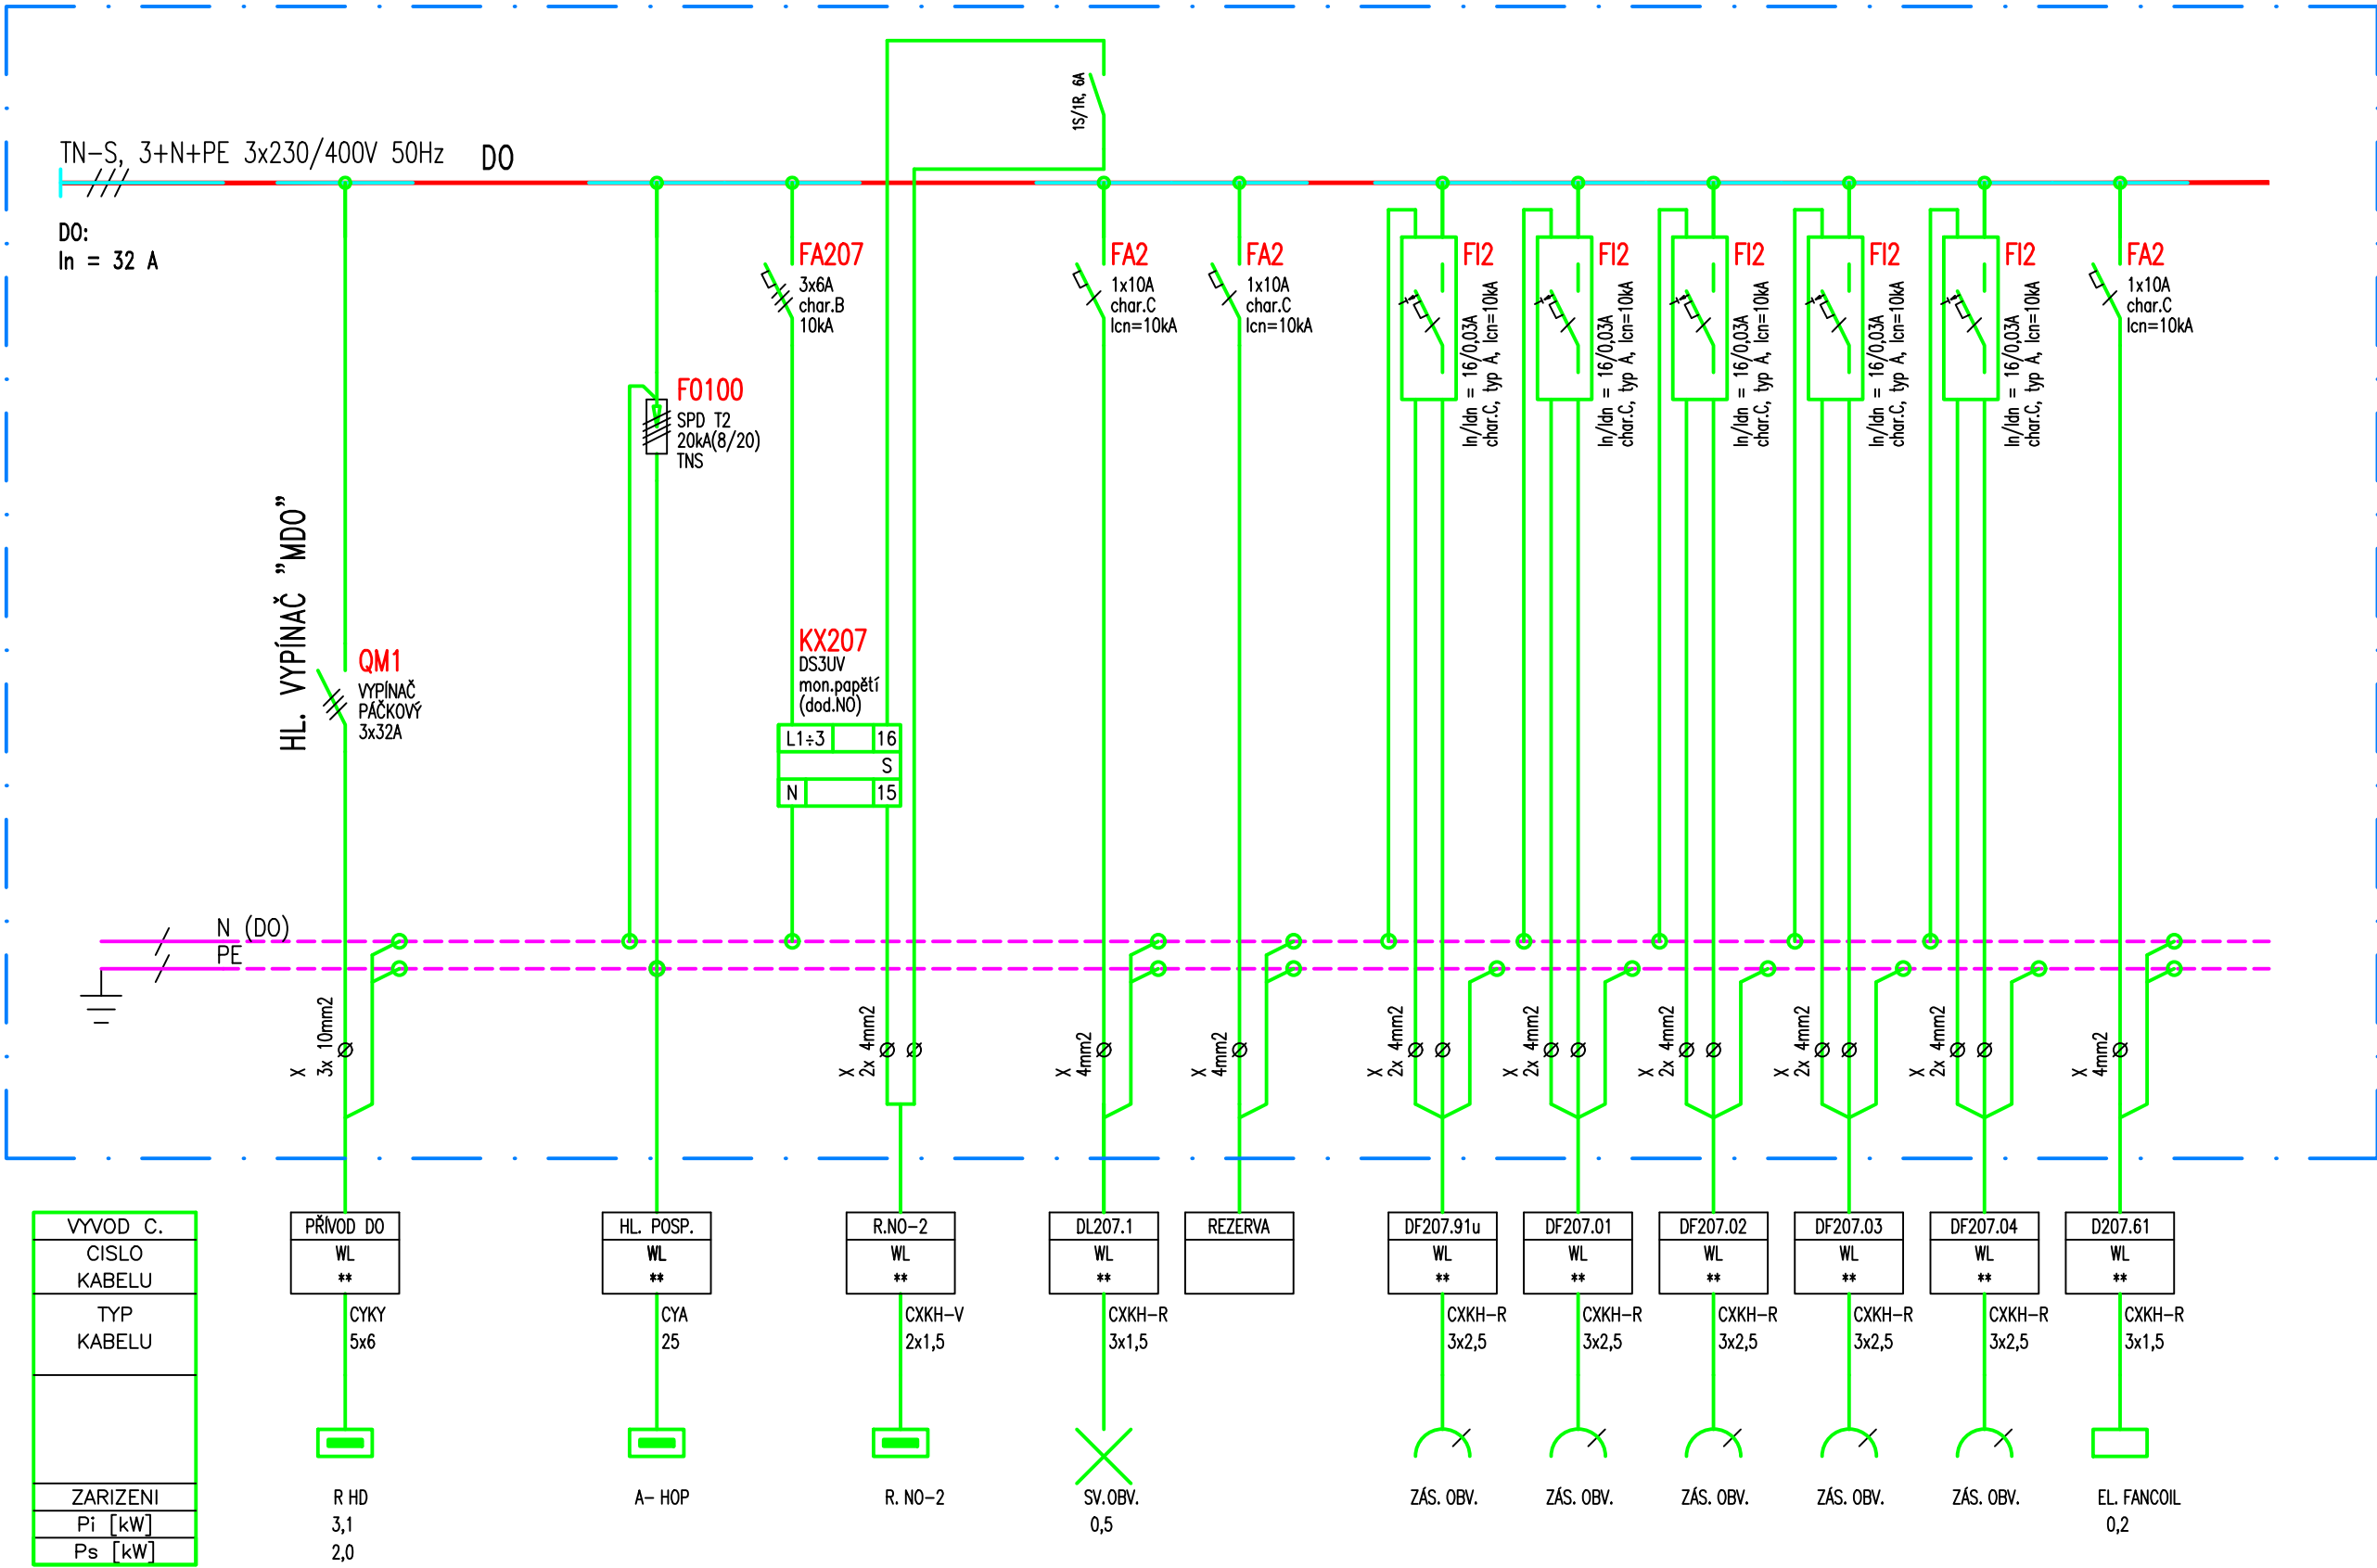 1S/1R, 6A
TN-S, 3+N+PE 3x230/400V 50Hz DO
DO:
In = 32 A
HL. VYPÍNAČ "MDO"
QM1
VYPÍNAČ
PÁČKOVÝ
3x32A
F0100
SPD T2
20kA(8/20)
TNS
FA207
3x6A
char.B
10kA
KX207
DS3UV
mon.papětí
(dod.NO)
L1÷3 16
S
N 15
FA2
1x10A
char.C
Icn=10kA
FA2
1x10A
char.C
Icn=10kA
FI2
In/Idn = 16/0,03A
char.C, typ A, Icn=10kA
FI2
In/Idn = 16/0,03A
char.C, typ A, Icn=10kA
FI2
In/Idn = 16/0,03A
char.C, typ A, Icn=10kA
FI2
In/Idn = 16/0,03A
char.C, typ A, Icn=10kA
FI2
In/Idn = 16/0,03A
char.C, typ A, Icn=10kA
FA2
1x10A
char.C
Icn=10kA
N (DO)
PE
X
3x 10mm2
X
2x 4mm2
X
4mm2
X
4mm2
X
2x 4mm2
X
2x 4mm2
X
2x 4mm2
X
2x 4mm2
X
2x 4mm2
X
4mm2
VYVOD C. PŘÍVOD DO HL. POSP. R.NO-2 DL207.1 REZERVA DF207.91u DF207.01 DF207.02 DF207.03 DF207.04 D207.61
CISLO WL WL WL WL WL WL WL WL WL WL
KABELU ** ** ** ** ** ** ** ** ** **
TYP CYKY CYA CXKH-V CXKH-R CXKH-R CXKH-R CXKH-R CXKH-R CXKH-R CXKH-R
KABELU 5x6 25 2x1,5 3x1,5 3x2,5 3x2,5 3x2,5 3x2,5 3x2,5 3x1,5
ZARIZENI R HD A- HOP R. NO-2 SV.OBV. ZÁS. OBV. ZÁS. OBV. ZÁS. OBV. ZÁS. OBV. ZÁS. OBV. EL. FANCOIL
Pi [kW] 3,1 0,5 0,2
Ps [kW] 2,0